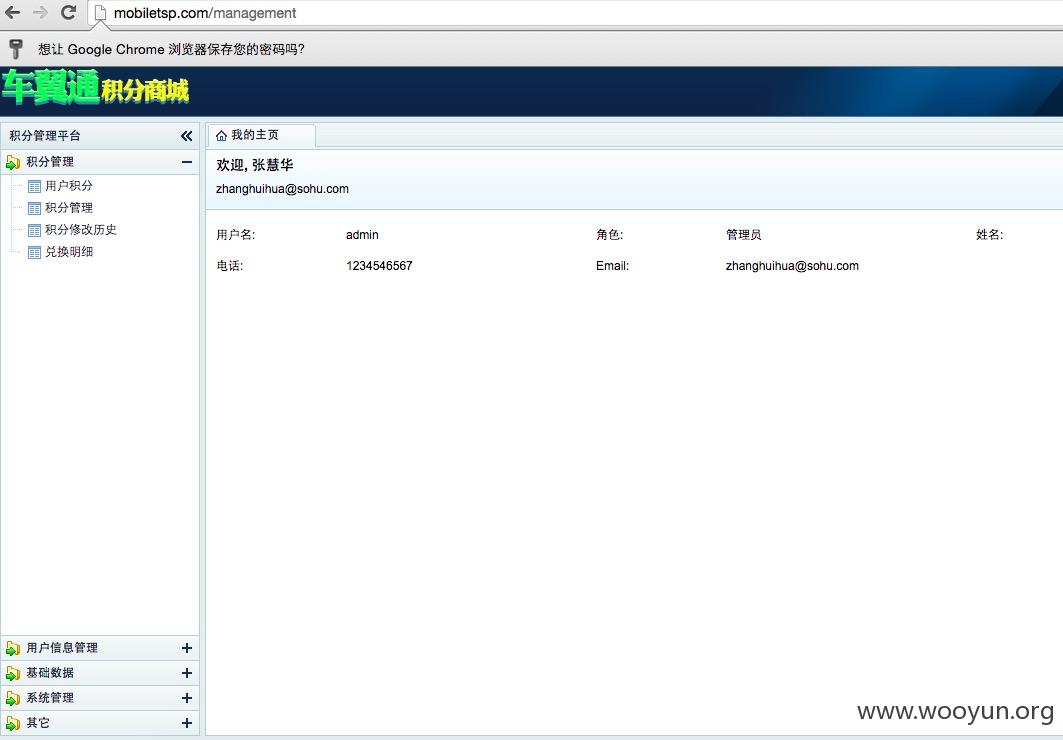 mobiletsp.com/management
想让 Google Chrome 浏览器保存您的密码吗?
车翼通积分商城
积分管理平台
我的主页
积分管理
用户积分
积分管理
积分修改历史
兑换明细
欢迎, 张慧华
zhanghuihua@sohu.com
用户名: admin 角色: 管理员 姓名:
电话: 1234546567 Email: zhanghuihua@sohu.com
用户信息管理
基础数据
系统管理
其它
www.wooyun.org